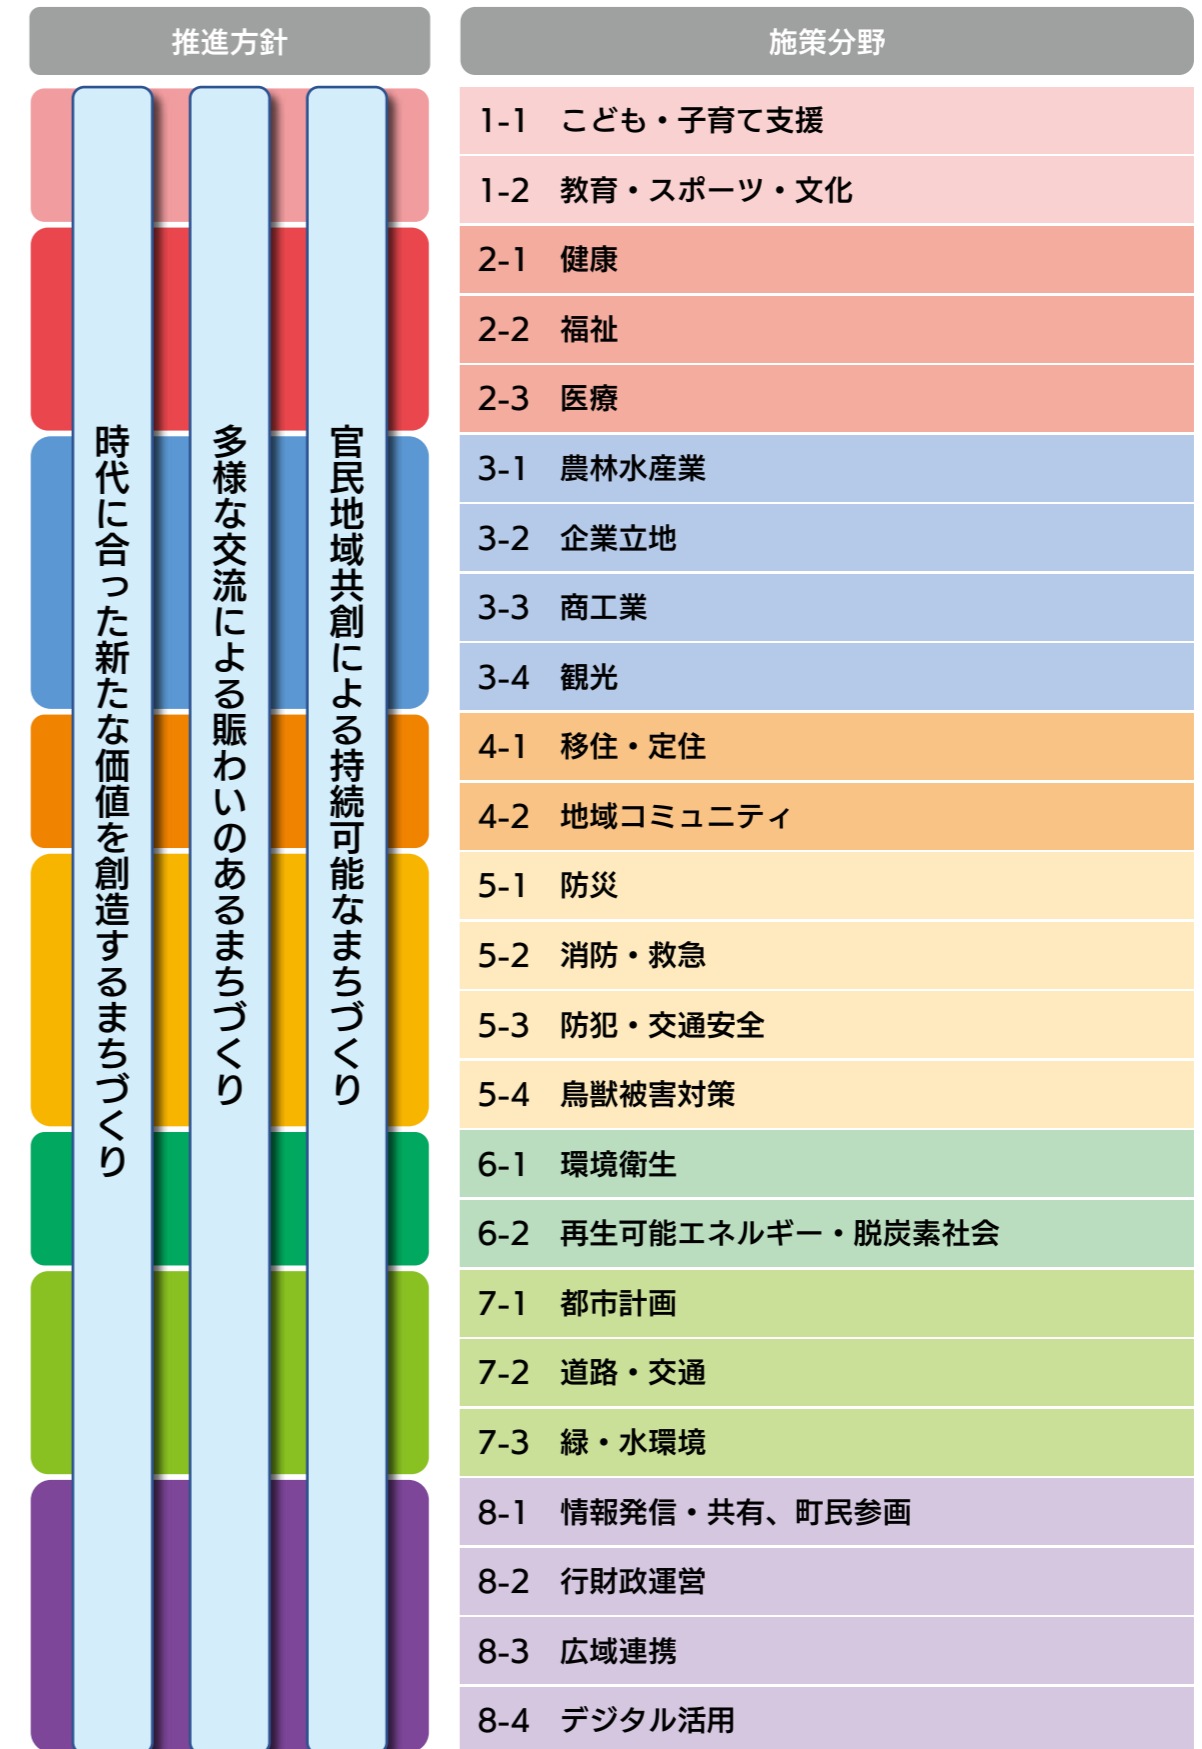 推進方針
施策分野
時代に合った新たな価値を創造するまちづくり
多様な交流による賑わいのあるまちづくり
官民地域共創による持続可能なまちづくり
1-1 こども・子育て支援
1-2 教育・スポーツ・文化
2-1 健康
2-2 福祉
2-3 医療
3-1 農林水産業
3-2 企業立地
3-3 商工業
3-4 観光
4-1 移住・定住
4-2 地域コミュニティ
5-1 防災
5-2 消防・救急
5-3 防犯・交通安全
5-4 鳥獣被害対策
6-1 環境衛生
6-2 再生可能エネルギー・脱炭素社会
7-1 都市計画
7-2 道路・交通
7-3 緑・水環境
8-1 情報発信・共有、町民参画
8-2 行財政運営
8-3 広域連携
8-4 デジタル活用